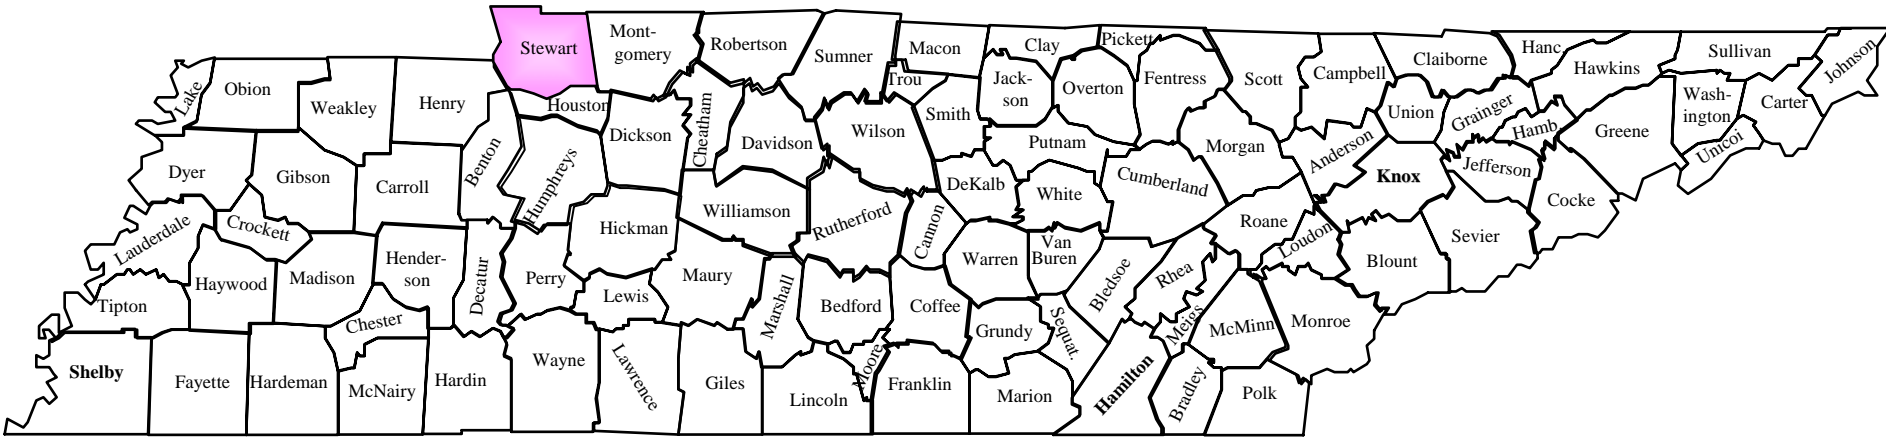 Stewart
Mont-
gomery
Robertson
Sumner
Macon
Trou
Clay
Pickett
Fentress
Scott
Campbell
Claiborne
Hanc.
Hawkins
Sullivan
Johnson
Lake
Obion
Weakley
Henry
Houston
Dickson
Cheatham
Davidson
Wilson
Smith
Jack-
son
Overton
Putnam
Morgan
Anderson
Union
Grainger
Hamb
Greene
Wash-
ington
Carter
Unicoi
Dyer
Gibson
Carroll
Benton
Humphreys
Hickman
Williamson
Rutherford
Cannon
DeKalb
White
Cumberland
Roane
Loudon
Knox
Jefferson
Cocke
Sevier
Blount
Lauderdale
Crockett
Haywood
Madison
Hender-
son
Decatur
Perry
Lewis
Maury
Marshall
Bedford
Coffee
Warren
Van
Buren
Bledsoe
Rhea
Meigs
McMinn
Monroe
Tipton
Chester
Grundy
Sequat.
Shelby
Fayette
Hardeman
McNairy
Hardin
Wayne
Lawrence
Giles
Lincoln
Moore
Franklin
Marion
Hamilton
Bradley
Polk